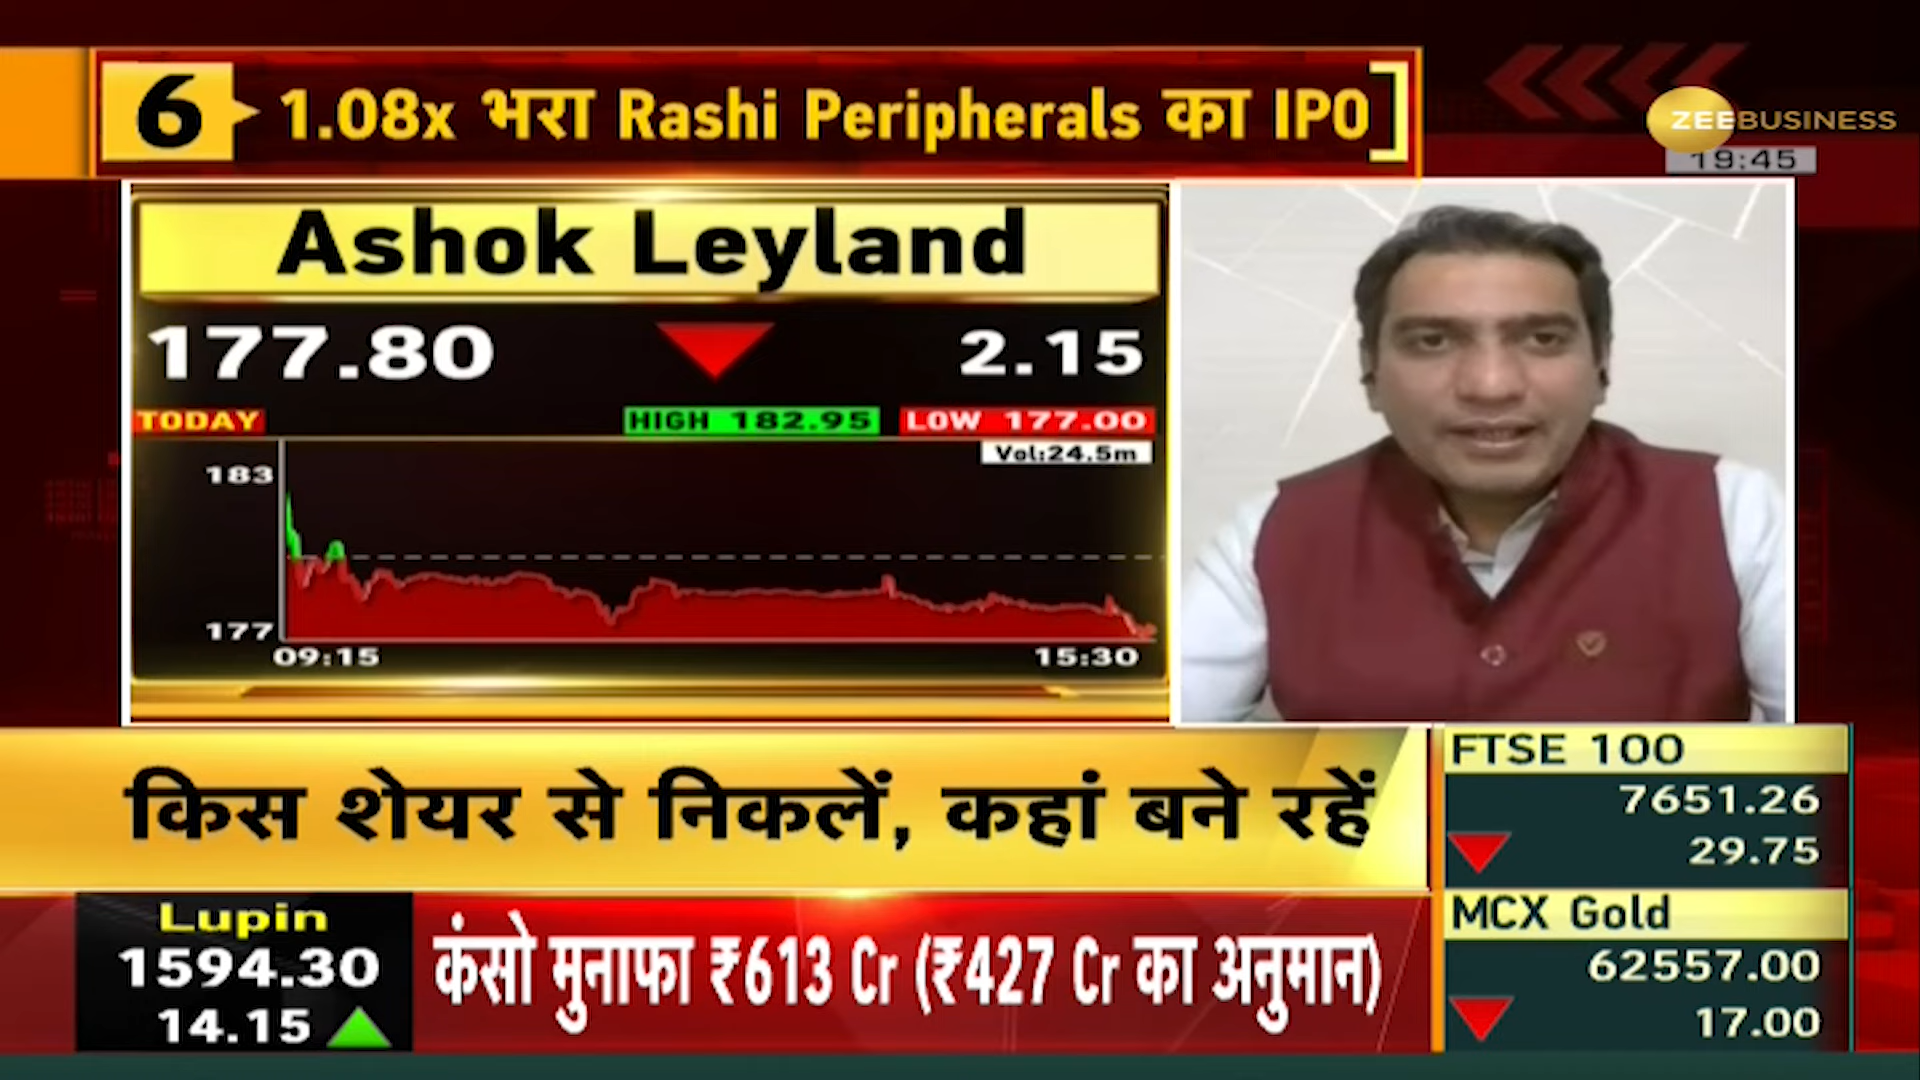 6 1.08x भरा Rashi Peripherals का IPO
ZEEBUSINESS
19:45
Ashok Leyland
177.80 2.15
TODAY HIGH 182.95 LOW 177.00
Vol:24.5m
183
177
09:15 15:30
किस शेयर से निकलें, कहां बने रहें
FTSE 100
7651.26
29.75
Lupin
1594.30
14.15
कंसो मुनाफा ₹613 Cr (₹427 Cr का अनुमान)
MCX Gold
62557.00
17.00